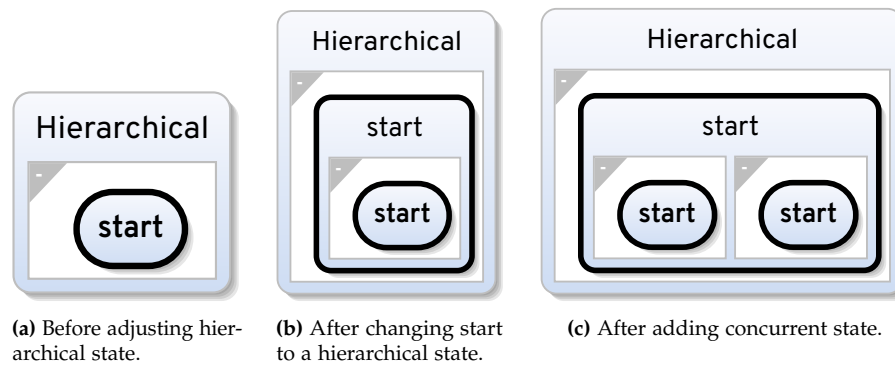 Hierarchical
-
start
(a) Before adjusting hier-
archical state.
Hierarchical
-
start
-
start
(b) After changing start
to a hierarchical state.
Hierarchical
-
start
-
start
-
start
(c) After adding concurrent state.